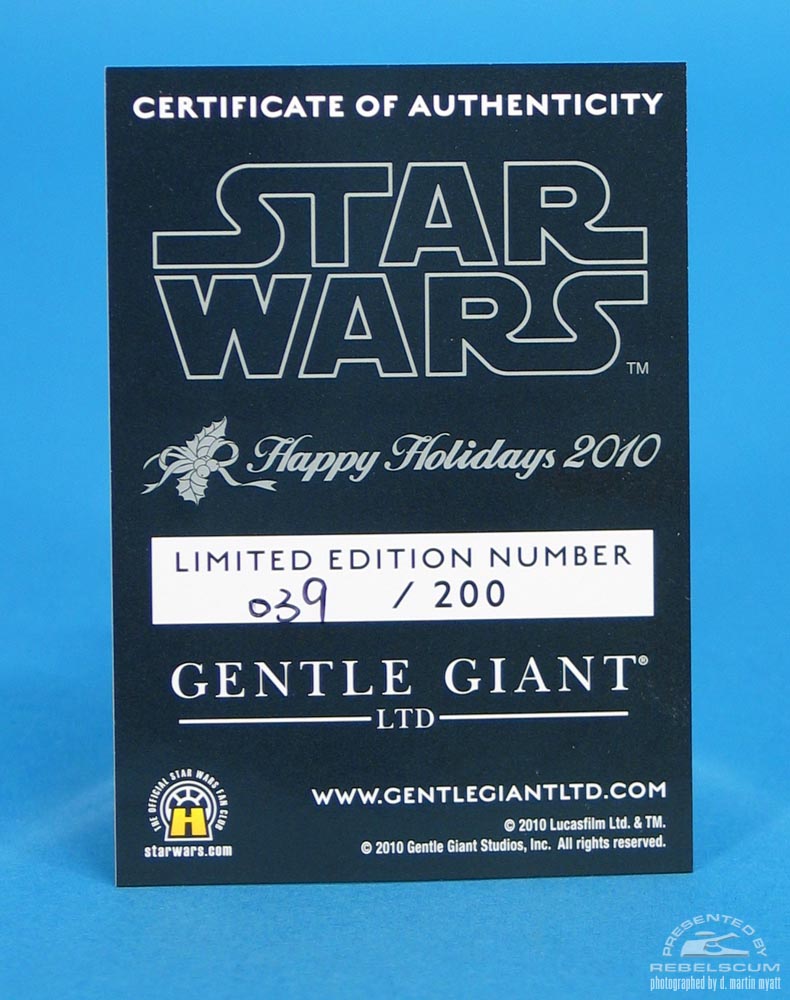 CERTIFICATE OF AUTHENTICITY
STAR
WARS
TM
Happy Holidays 2010
LIMITED EDITION NUMBER
039 / 200
GENTLE GIANT®
LTD
THE OFFICIAL STAR WARS FAN CLUB
H
starwars.com
WWW.GENTLEGIANTLTD.COM
© 2010 Lucasfilm Ltd. & TM.
© 2010 Gentle Giant Studios, Inc. All rights reserved.
PRESENTED BY
REBELSCUM
photographed by d. martin myatt